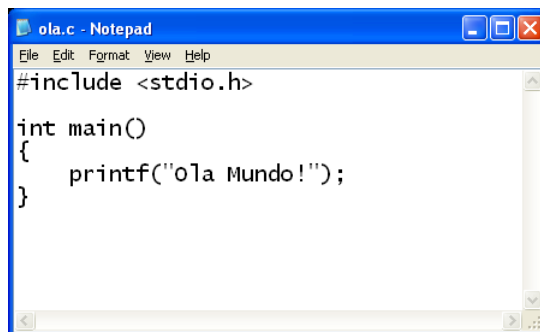 ola.c - Notepad
File Edit Format View Help
#include <stdio.h>
int main()
{
    printf("Ola Mundo!");
}